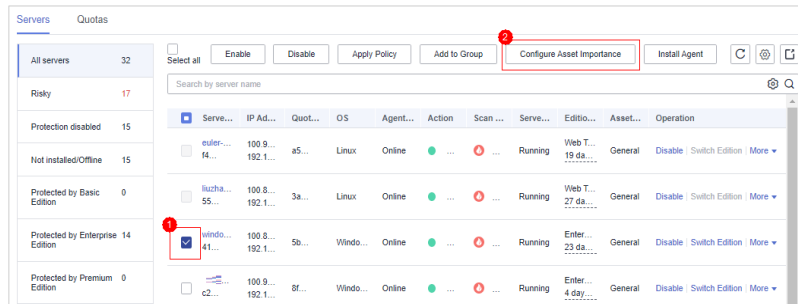 Servers Quotas
All servers 32
Risky 17
Protection disabled 15
Not installed/Offline 15
Protected by Basic Edition 0
Protected by Enterprise Edition 14
Protected by Premium Edition 0
Select all Enable Disable Apply Policy Add to Group 2 Configure Asset Importance Install Agent
Search by server name
Serve... IP Ad... Quot... OS Agent... Action Scan ... Serve... Editio... Asset... Operation
euler-... 100.9... a5... Linux Online ... ... Running Web T... General Disable Switch Edition More
f4... 192.1... 19 da...
liuzha... 100.8... 3a... Linux Online ... ... Running Web T... General Disable Switch Edition More
55... 192.1... 27 da...
1 windo... 100.8... 5b... Windo... Online ... ... Running Enter... General Disable Switch Edition More
41... 192.1... 23 da...
100.9... 8f... Windo... Online ... ... Running Enter... General Disable Switch Edition More
c2... 192.1... 4 day...